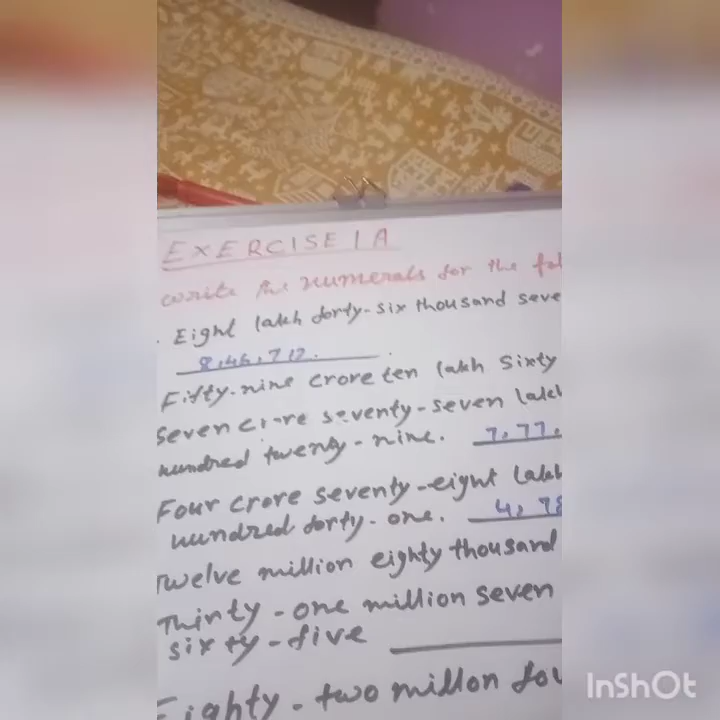 EXERCISE 1A
write the numerals for the fol
. Eight lakh forty-six thousand seve
8,46,712.
Fifty-nine crore ten lakh Sixty
Seven crore seventy-seven lakh
hundred twenty-nine. 7,77,
Four crore seventy-eight lakh
hundred forty-one. 4,78
Twelve million eighty thousand
Thirty-one million seven
sixty-five
Eighty-two millon fou
InShOt